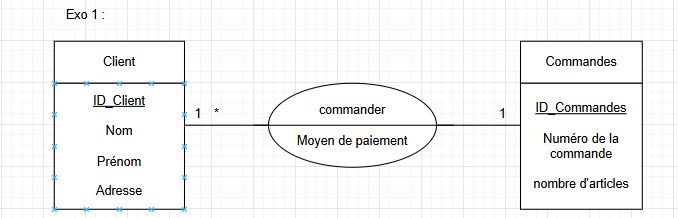 Exo 1 :
Client
ID_Client
Nom
Prénom
Adresse
1 *
commander
Moyen de paiement
1
Commandes
ID_Commandes
Numéro de la
commande
nombre d'articles